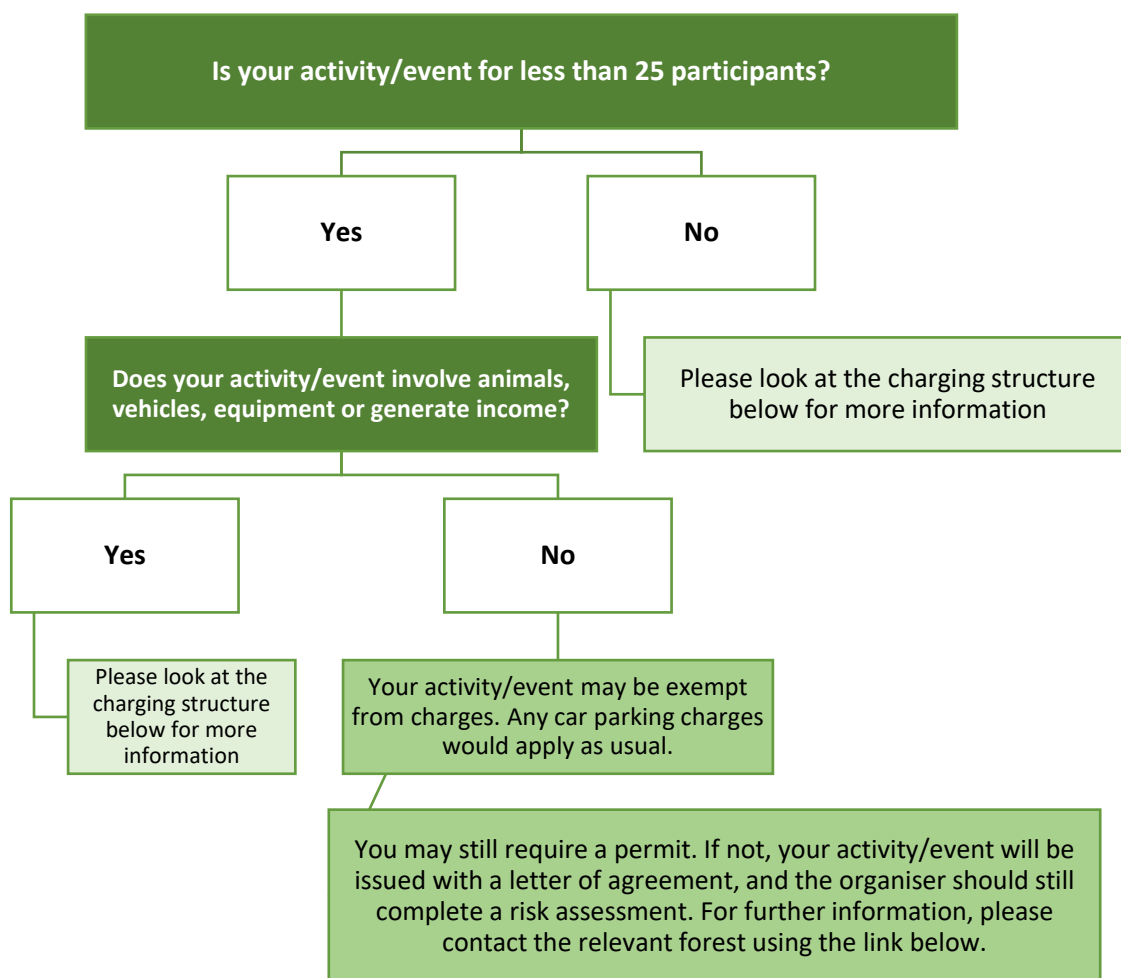 Is your activity/event for less than 25 participants?
Yes
No
Does your activity/event involve animals,
vehicles, equipment or generate income?
Please look at the charging structure
below for more information
Yes
No
Please look at the
charging structure
below for more
information
Your activity/event may be exempt
from charges. Any car parking charges
would apply as usual.
You may still require a permit. If not, your activity/event will be
issued with a letter of agreement, and the organiser should still
complete a risk assessment. For further information, please
contact the relevant forest using the link below.